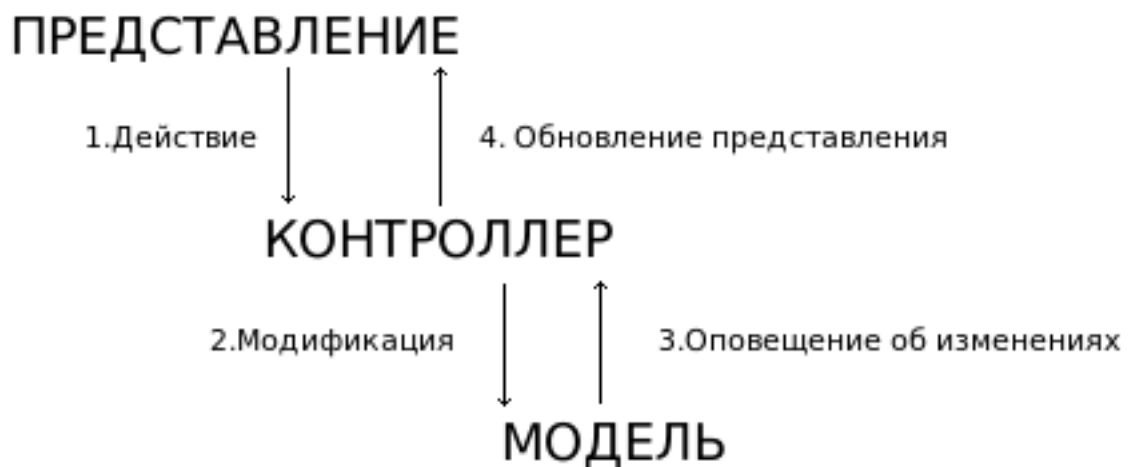 ПРЕДСТАВЛЕНИЕ
1.Действие
4. Обновление представления
КОНТРОЛЛЕР
2.Модификация
3.Оповещение об изменениях
МОДЕЛЬ